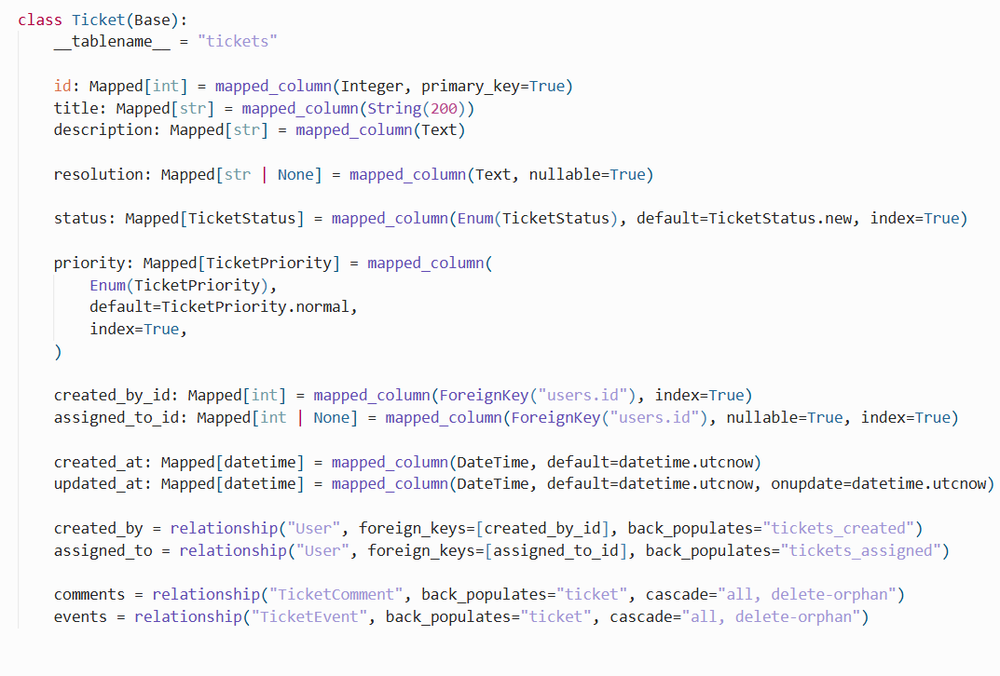 class Ticket(Base):
    __tablename__ = "tickets"

    id: Mapped[int] = mapped_column(Integer, primary_key=True)
    title: Mapped[str] = mapped_column(String(200))
    description: Mapped[str] = mapped_column(Text)

    resolution: Mapped[str | None] = mapped_column(Text, nullable=True)

    status: Mapped[TicketStatus] = mapped_column(Enum(TicketStatus), default=TicketStatus.new, index=True)

    priority: Mapped[TicketPriority] = mapped_column(
        Enum(TicketPriority),
        default=TicketPriority.normal,
        index=True,
    )

    created_by_id: Mapped[int] = mapped_column(ForeignKey("users.id"), index=True)
    assigned_to_id: Mapped[int | None] = mapped_column(ForeignKey("users.id"), nullable=True, index=True)

    created_at: Mapped[datetime] = mapped_column(DateTime, default=datetime.utcnow)
    updated_at: Mapped[datetime] = mapped_column(DateTime, default=datetime.utcnow, onupdate=datetime.utcnow)

    created_by = relationship("User", foreign_keys=[created_by_id], back_populates="tickets_created")
    assigned_to = relationship("User", foreign_keys=[assigned_to_id], back_populates="tickets_assigned")

    comments = relationship("TicketComment", back_populates="ticket", cascade="all, delete-orphan")
    events = relationship("TicketEvent", back_populates="ticket", cascade="all, delete-orphan")